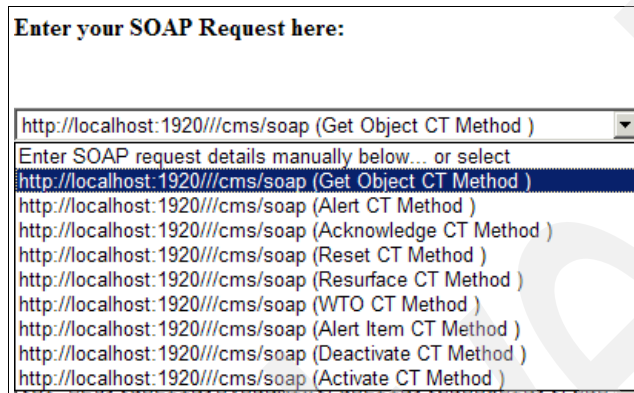 Enter your SOAP Request here:
http://localhost:1920///cms/soap (Get Object CT Method )
Enter SOAP request details manually below... or select
http://localhost:1920///cms/soap (Get Object CT Method )
http://localhost:1920///cms/soap (Alert CT Method )
http://localhost:1920///cms/soap (Acknowledge CT Method )
http://localhost:1920///cms/soap (Reset CT Method )
http://localhost:1920///cms/soap (Resurface CT Method )
http://localhost:1920///cms/soap (WTO CT Method )
http://localhost:1920///cms/soap (Alert Item CT Method )
http://localhost:1920///cms/soap (Deactivate CT Method )
http://localhost:1920///cms/soap (Activate CT Method )